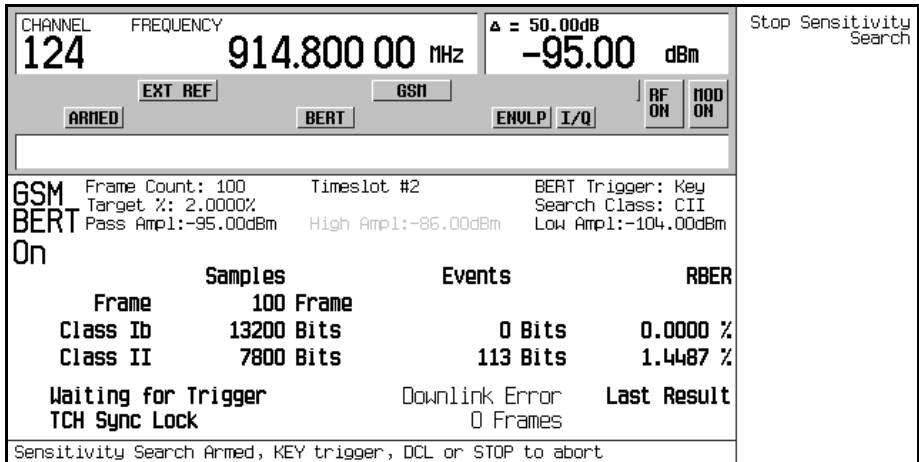 CHANNEL FREQUENCY Δ = 50.00dB
124 914.800 00 MHz -95.00 dBm
Stop Sensitivity
Search
EXT REF GSM RF ON MOD ON
ARMED BERT ENVLP I/Q
GSM BERT On
Frame Count: 100 Timeslot #2 BERT Trigger: Key
Target %: 2.0000% Search Class: CII
Pass Ampl:-95.00dBm High Ampl:-86.00dBm Low Ampl:-104.00dBm
Samples Events RBER
Frame 100 Frame
Class Ib 13200 Bits 0 Bits 0.0000 %
Class II 7800 Bits 113 Bits 1.4487 %
Waiting for Trigger Downlink Error Last Result
TCH Sync Lock 0 Frames
Sensitivity Search Armed, KEY trigger, DCL or STOP to abort